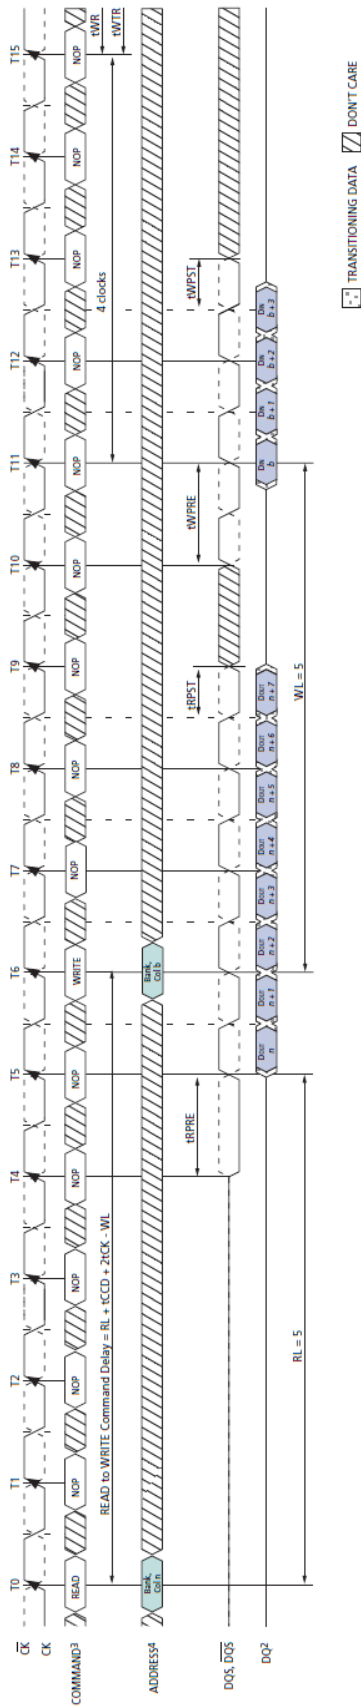 T0 T1 T2 T3 T4 T5 T6 T7 T8 T9 T10 T11 T12 T13 T14 T15
CK
CK
COMMAND3 READ NOP NOP NOP NOP NOP WRITE NOP NOP NOP NOP NOP NOP NOP NOP NOP
tWR
READ to WRITE Command Delay = RL + tCCD + 2tCK - WL 4 clocks tWTR
ADDRESS4 Bank, Col n Bank, Col b
tRPRE tRPST tWPRE tWPST
DQS, DQS
DQ2 DOUT n DOUT n + 1 DOUT n + 2 DOUT n + 3 DOUT n + 4 DOUT n + 5 DOUT n + 6 DOUT n + 7 DIN b DIN b + 1 DIN b + 2 DIN b + 3
RL = 5 WL = 5
TRANSITIONING DATA DON'T CARE